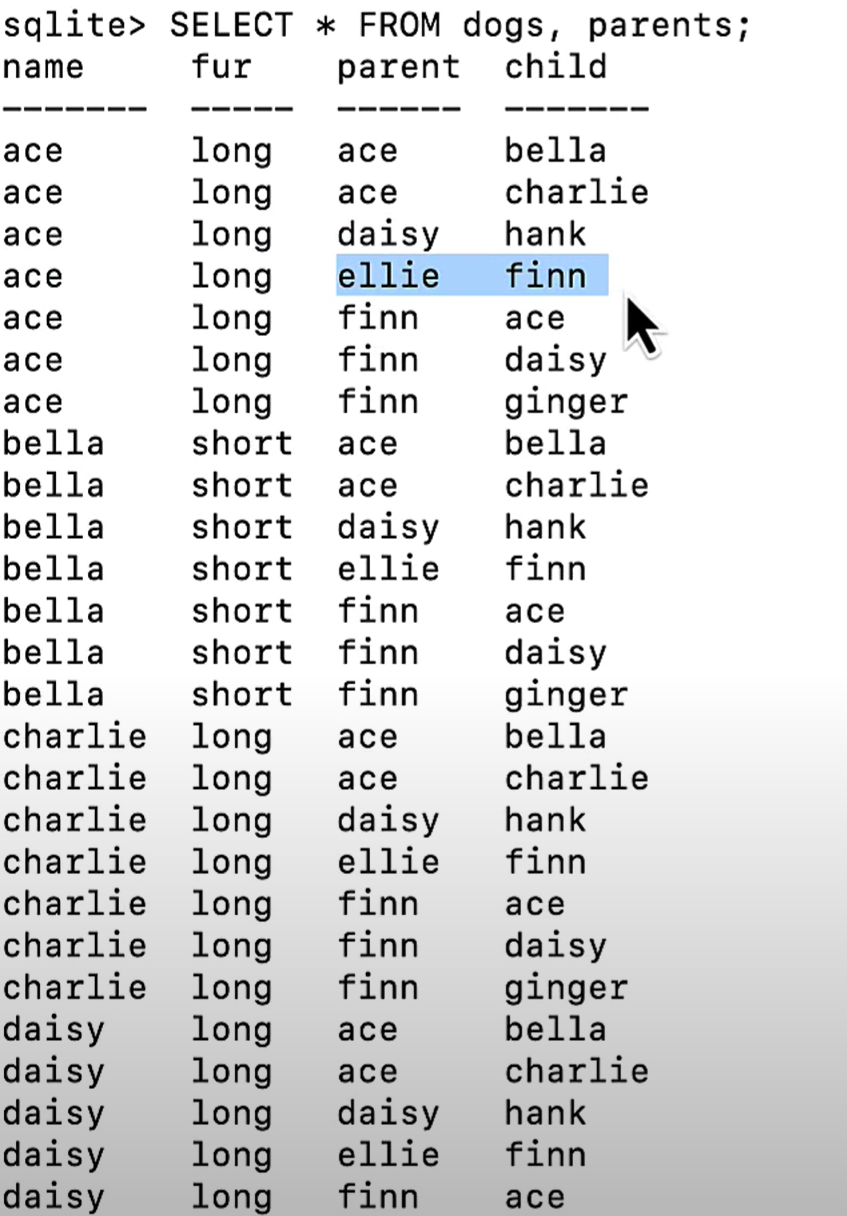 sqlite> SELECT * FROM dogs, parents;
name     fur    parent  child
-------  -----  ------  -------
ace      long   ace     bella
ace      long   ace     charlie
ace      long   daisy   hank
ace      long   ellie   finn
ace      long   finn    ace
ace      long   finn    daisy
ace      long   finn    ginger
bella    short  ace     bella
bella    short  ace     charlie
bella    short  daisy   hank
bella    short  ellie   finn
bella    short  finn    ace
bella    short  finn    daisy
bella    short  finn    ginger
charlie  long   ace     bella
charlie  long   ace     charlie
charlie  long   daisy   hank
charlie  long   ellie   finn
charlie  long   finn    ace
charlie  long   finn    daisy
charlie  long   finn    ginger
daisy    long   ace     bella
daisy    long   ace     charlie
daisy    long   daisy   hank
daisy    long   ellie   finn
daisy    long   finn    ace